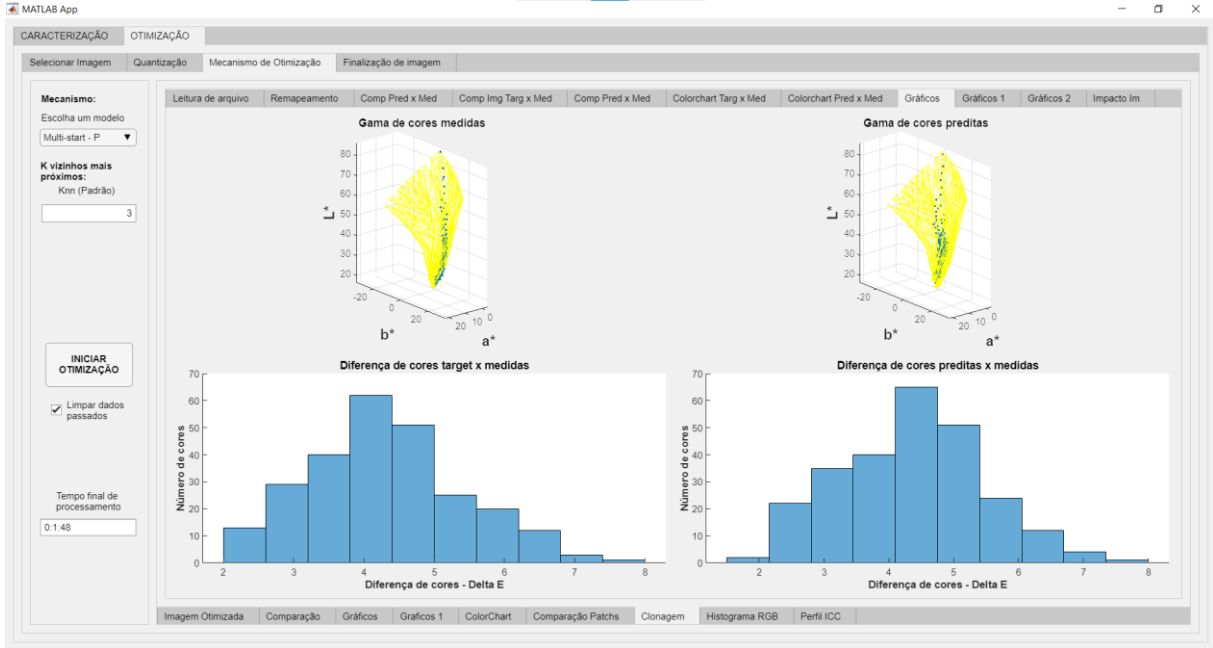 MATLAB App
CARACTERIZAÇÃO OTIMIZAÇÃO
Selecionar Imagem Quantização Mecanismo de Otimização Finalização de imagem
Mecanismo:
Escolha um modelo
Multi-start - P
K vizinhos mais
próximos:
Knn (Padrão)
3
INICIAR
OTIMIZAÇÃO
Limpar dados
passados
Tempo final de
processamento
0:1:48
Leitura de arquivo Remapeamento Comp Pred x Med Comp Img Targ x Med Comp Pred x Med Colorchart Targ x Med Colorchart Pred x Med Gráficos Gráficos 1 Gráficos 2 Impacto Im
Gama de cores medidas
80
70
60
50
40
30
20
L*
-20
0
20
b*
20 10 0
a*
Gama de cores preditas
80
70
60
50
40
30
20
L*
-20
0
20
b*
20 10 0
a*
Diferença de cores target x medidas
70
60
50
40
30
20
10
0
Número de cores
2 3 4 5 6 7 8
Diferença de cores - Delta E
Diferença de cores preditas x medidas
70
60
50
40
30
20
10
0
Número de cores
2 3 4 5 6 7 8
Diferença de cores - Delta E
Imagem Otimizada Comparação Gráficos Graficos 1 ColorChart Comparação Patchs Clonagem Histograma RGB Perfil ICC